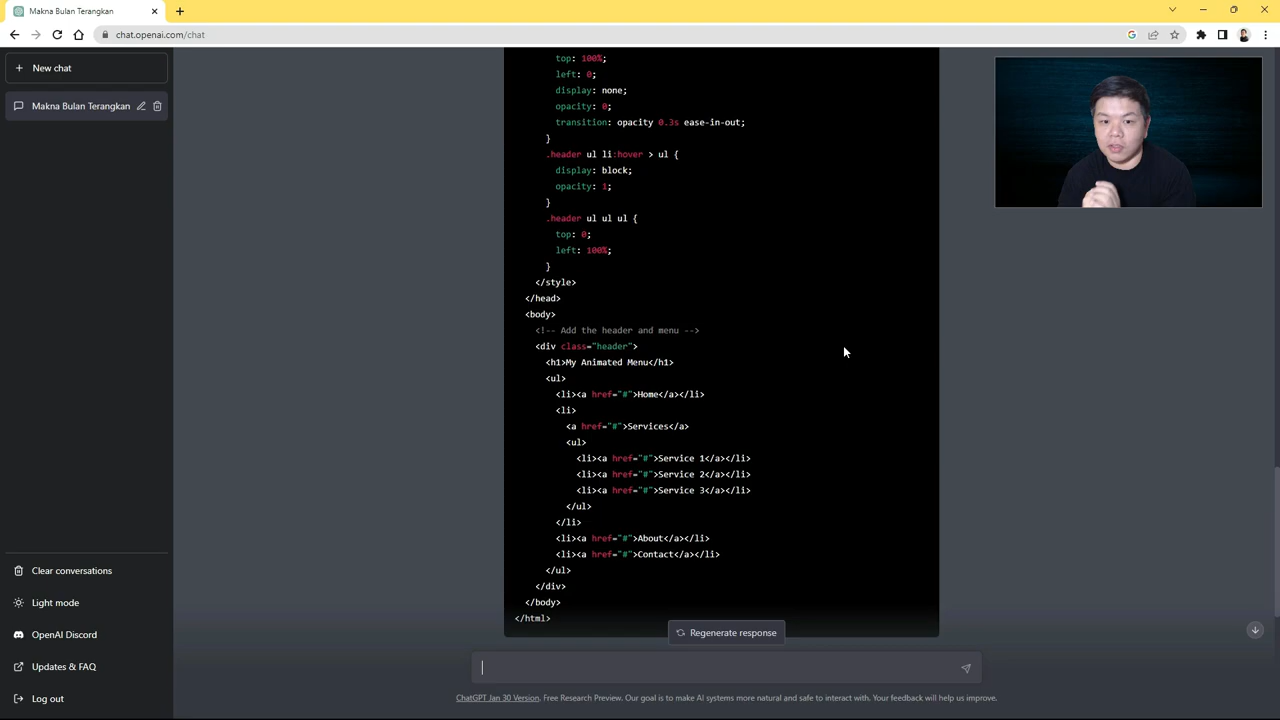 Makna Bulan Terangkan
chat.openai.com/chat
New chat
Makna Bulan Terangkan
top: 100%;
left: 0;
display: none;
opacity: 0;
transition: opacity 0.3s ease-in-out;
}
.header ul li:hover > ul {
display: block;
opacity: 1;
}
.header ul ul ul {
top: 0;
left: 100%;
}
</style>
</head>
<body>
<!-- Add the header and menu -->
<div class="header">
<h1>My Animated Menu</h1>
<ul>
<li><a href="#">Home</a></li>
<li>
<a href="#">Services</a>
<ul>
<li><a href="#">Service 1</a></li>
<li><a href="#">Service 2</a></li>
<li><a href="#">Service 3</a></li>
</ul>
</li>
<li><a href="#">About</a></li>
<li><a href="#">Contact</a></li>
</ul>
</div>
</body>
</html>
Clear conversations
Light mode
OpenAI Discord
Updates & FAQ
Log out
Regenerate response
ChatGPT Jan 30 Version. Free Research Preview. Our goal is to make AI systems more natural and safe to interact with. Your feedback will help us improve.